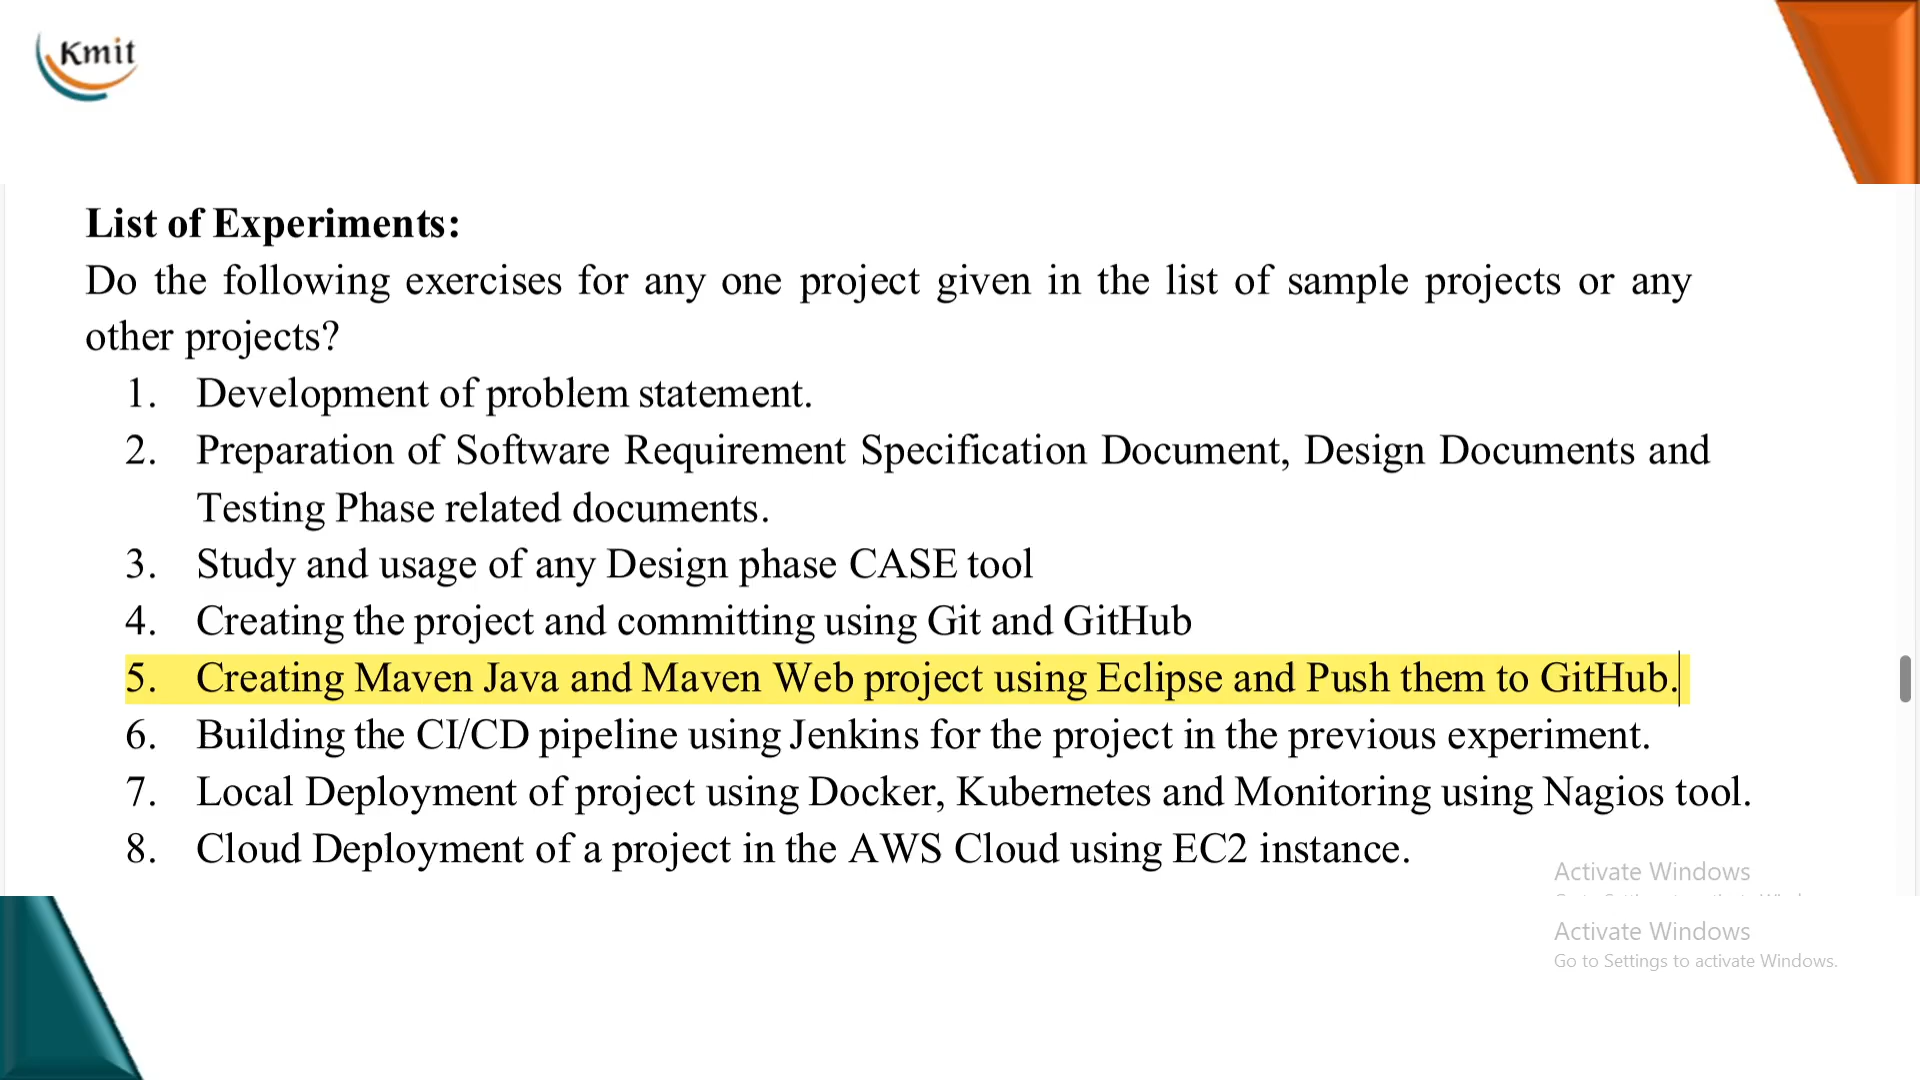 Kmit
List of Experiments:
Do the following exercises for any one project given in the list of sample projects or any
other projects?
1. Development of problem statement.
2. Preparation of Software Requirement Specification Document, Design Documents and
Testing Phase related documents.
3. Study and usage of any Design phase CASE tool
4. Creating the project and committing using Git and GitHub
5. Creating Maven Java and Maven Web project using Eclipse and Push them to GitHub.
6. Building the CI/CD pipeline using Jenkins for the project in the previous experiment.
7. Local Deployment of project using Docker, Kubernetes and Monitoring using Nagios tool.
8. Cloud Deployment of a project in the AWS Cloud using EC2 instance.
Activate Windows
Activate Windows
Go to Settings to activate Windows.